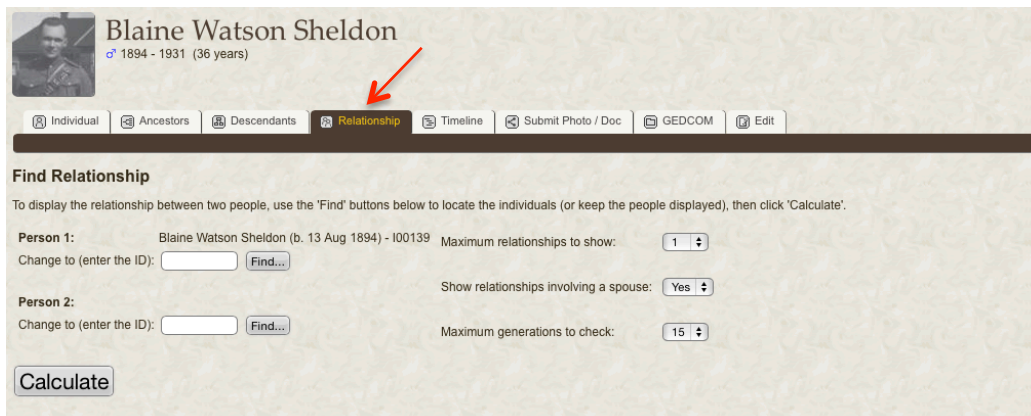 Blaine Watson Sheldon
♂ 1894 - 1931 (36 years)
Individual Ancestors Descendants Relationship Timeline Submit Photo / Doc GEDCOM Edit
Find Relationship
To display the relationship between two people, use the 'Find' buttons below to locate the individuals (or keep the people displayed), then click 'Calculate'.
Person 1: Blaine Watson Sheldon (b. 13 Aug 1894) - I00139
Change to (enter the ID): Find...
Person 2:
Change to (enter the ID): Find...
Maximum relationships to show: 1
Show relationships involving a spouse: Yes
Maximum generations to check: 15
Calculate